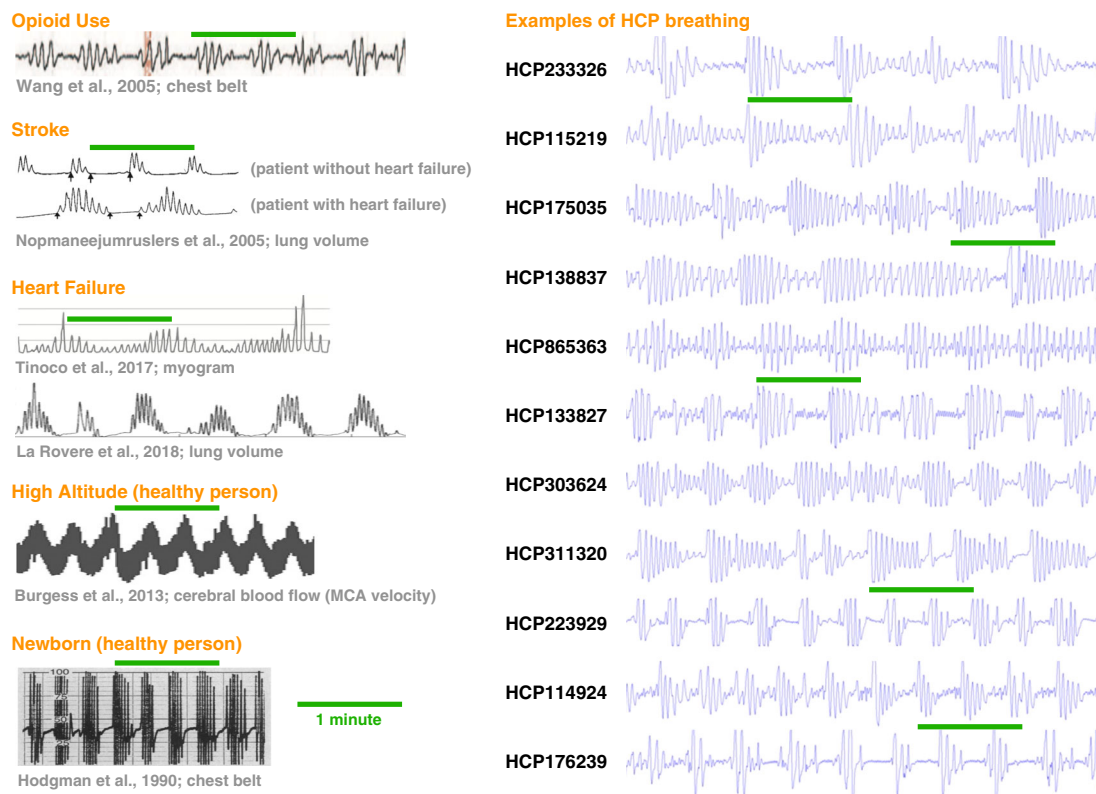 Opioid Use
Wang et al., 2005; chest belt
Stroke
(patient without heart failure)
(patient with heart failure)
Nopmaneejumruslers et al., 2005; lung volume
Heart Failure
Tinoco et al., 2017; myogram
La Rovere et al., 2018; lung volume
High Altitude (healthy person)
Burgess et al., 2013; cerebral blood flow (MCA velocity)
Newborn (healthy person)
100
75
50
25
1 minute
Hodgman et al., 1990; chest belt
Examples of HCP breathing
HCP233326
HCP115219
HCP175035
HCP138837
HCP865363
HCP133827
HCP303624
HCP311320
HCP223929
HCP114924
HCP176239